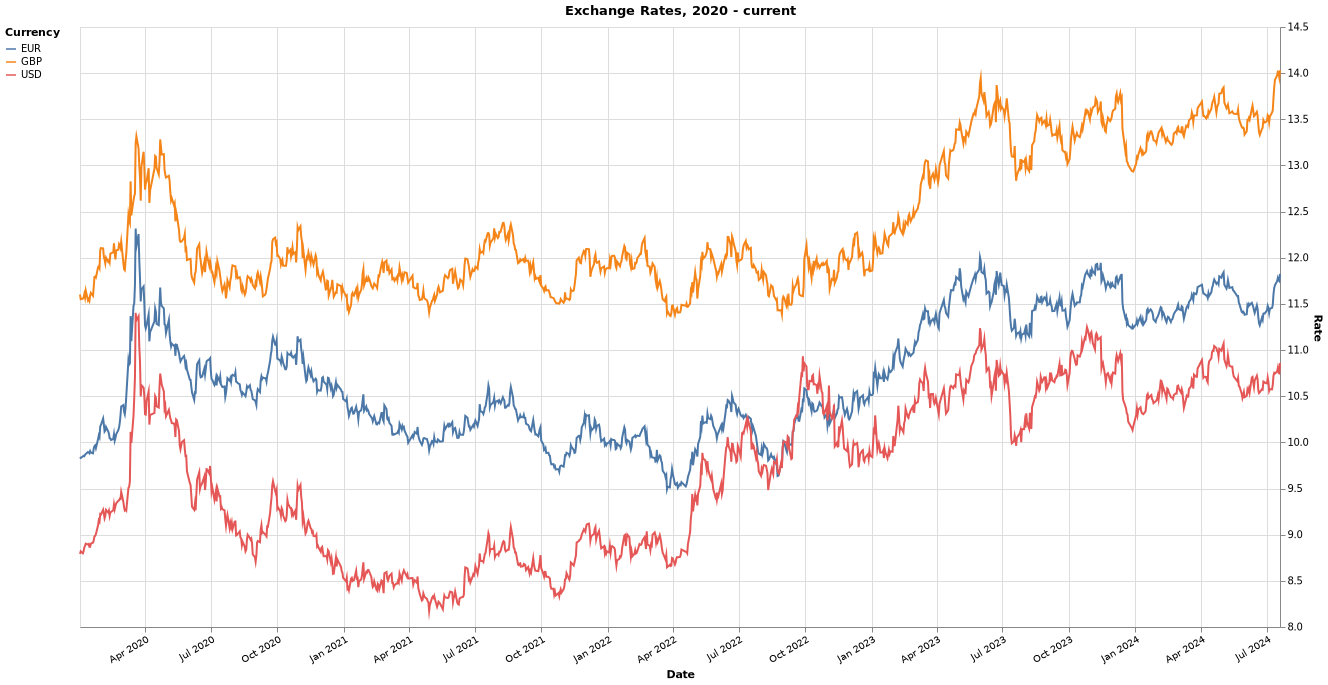 Exchange Rates, 2020 - current
Currency
EUR
GBP
USD
14.5
14.0
13.5
13.0
12.5
12.0
11.5
11.0
10.5
10.0
9.5
9.0
8.5
8.0
Rate
Apr 2020
Jul 2020
Oct 2020
Jan 2021
Apr 2021
Jul 2021
Oct 2021
Jan 2022
Apr 2022
Jul 2022
Oct 2022
Jan 2023
Apr 2023
Jul 2023
Oct 2023
Jan 2024
Apr 2024
Jul 2024
Date